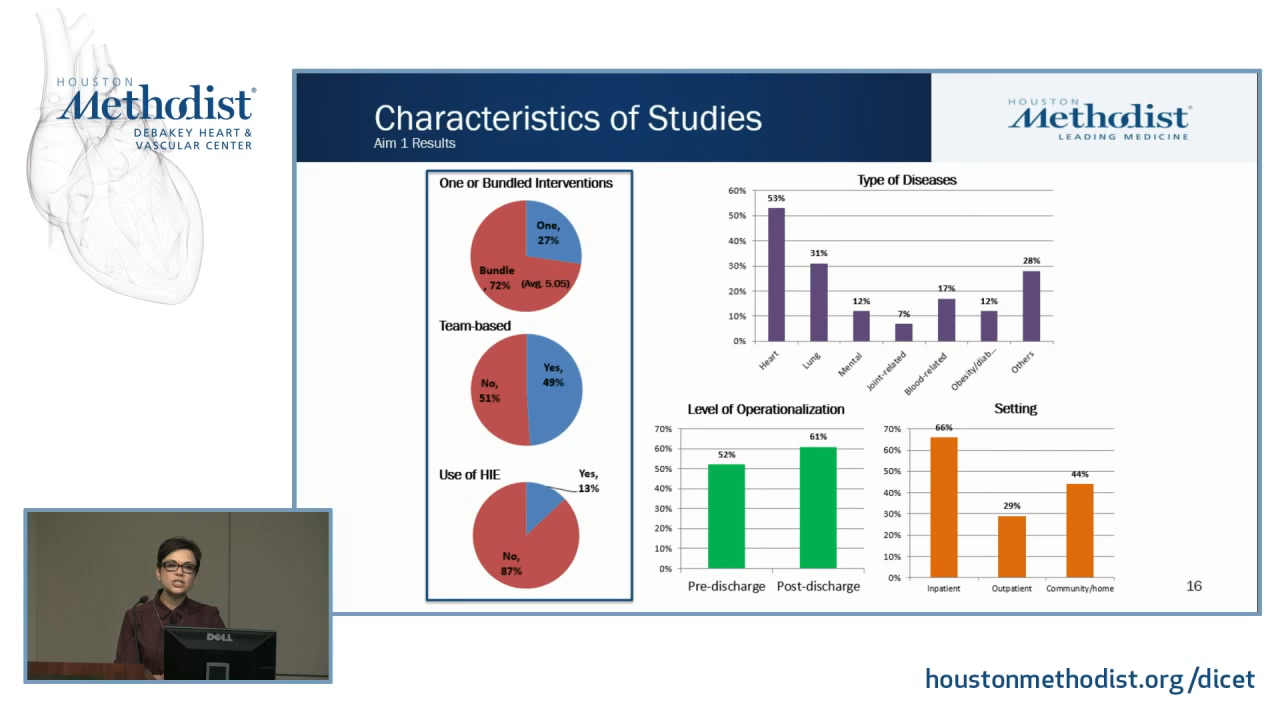 HOUSTON
Methodist®
DEBAKEY HEART &
VASCULAR CENTER
Characteristics of Studies
Aim 1 Results
HOUSTON
Methodist®
LEADING MEDICINE
One or Bundled Interventions
One,
27%
Bundle
, 72%
(Avg. 5.05)
Team-based
Yes,
49%
No,
51%
Use of HIE
Yes,
13%
No,
87%
Type of Diseases
60%
50%
40%
30%
20%
10%
0%
53%
31%
12%
7%
17%
12%
28%
Heart
Lung
Mental
Joint-related
Blood-related
Obesity/diab...
Others
Level of Operationalization
70%
60%
50%
40%
30%
20%
10%
0%
52%
61%
Pre-discharge
Post-discharge
Setting
70%
60%
50%
40%
30%
20%
10%
0%
66%
29%
44%
Inpatient
Outpatient
Community/home
16
DELL
houstonmethodist.org/dicet